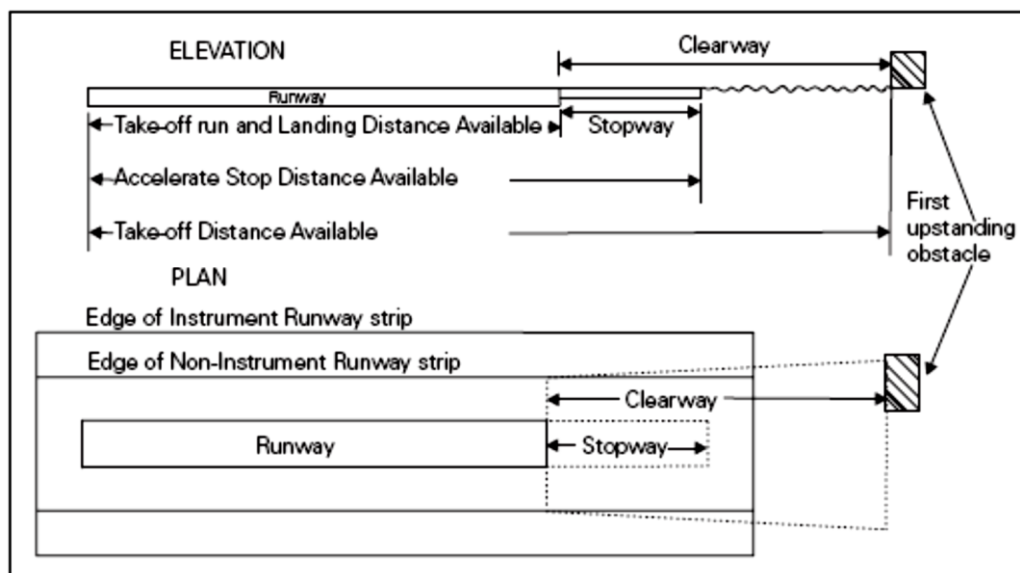 ELEVATION
Clearway
Runway
Take-off run and Landing Distance Available
Stopway
Accelerate Stop Distance Available
Take-off Distance Available
First
upstanding
obstacle
PLAN
Edge of Instrument Runway strip
Edge of Non-Instrument Runway strip
Clearway
Runway
Stopway